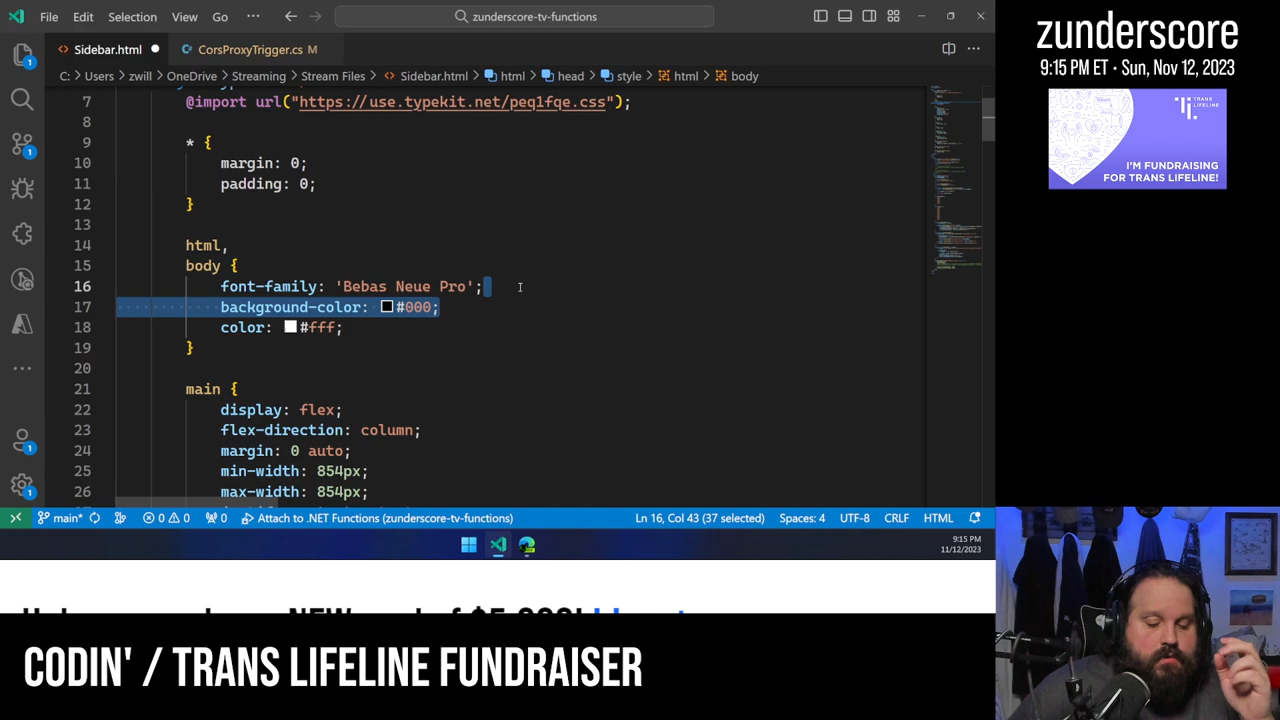 File Edit Selection View Go ··· zunderscore-tv-functions
Sidebar.html CorsProxyTrigger.cs M
C: > Users > zwill > OneDrive > Streaming > Stream Files > Sidebar.html > html > head > style > html > body
7 @import url("https://use.typekit.net/peq1fqe.css");
8
9 * {
10 margin: 0;
11 padding: 0;
12 }
13
14 html,
15 body {
16 font-family: 'Bebas Neue Pro';
17 background-color: #000;
18 color: #fff;
19 }
20
21 main {
22 display: flex;
23 flex-direction: column;
24 margin: 0 auto;
25 min-width: 854px;
26 max-width: 854px;
main* 0 0 0 Attach to .NET Functions (zunderscore-tv-functions) Ln 16, Col 43 (37 selected) Spaces: 4 UTF-8 CRLF HTML
9:15 PM
11/12/2023
CODIN' / TRANS LIFELINE FUNDRAISER
zunderscore
9:15 PM ET • Sun, Nov 12, 2023
TRANS
LIFELINE
I'M FUNDRAISING
FOR TRANS LIFELINE!